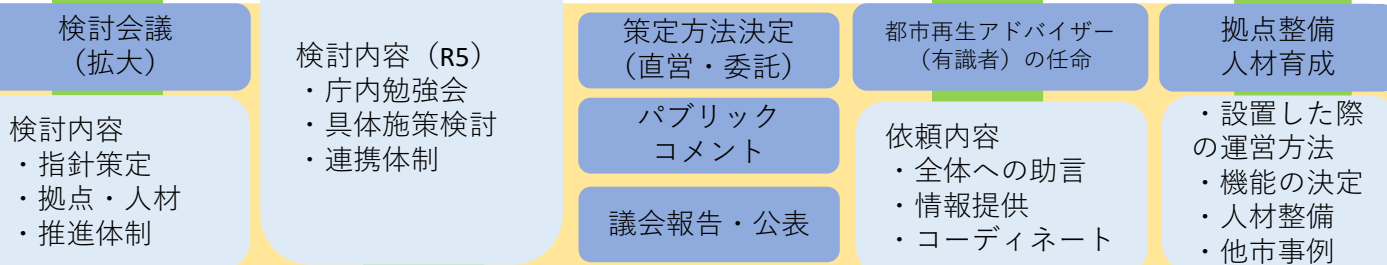 検討会議
（拡大）
検討内容
・指針策定
・拠点・人材
・推進体制
検討内容（R5）
・庁内勉強会
・具体施策検討
・連携体制
策定方法決定
（直営・委託）
パブリック
コメント
議会報告・公表
都市再生アドバイザー
（有識者）の任命
依頼内容
・全体への助言
・情報提供
・コーディネート
拠点整備
人材育成
・設置した際
の運営方法
・機能の決定
・人材整備
・他市事例